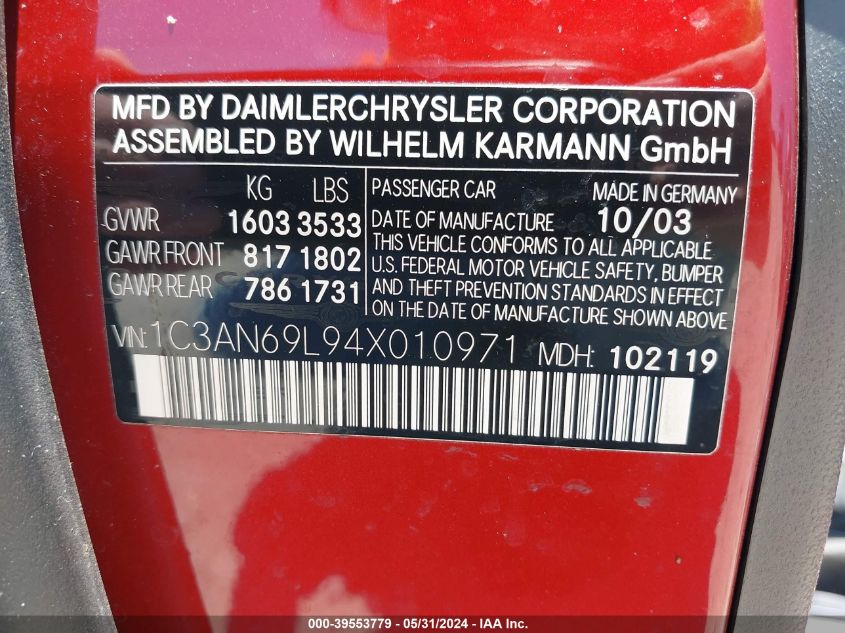 MFD BY DAIMLERCHRYSLER CORPORATION
ASSEMBLED BY WILHELM KARMANN GmbH
KG LBS
GVWR 1603 3533
GAWR FRONT 817 1802
GAWR REAR 786 1731
PASSENGER CAR MADE IN GERMANY
DATE OF MANUFACTURE 10/03
THIS VEHICLE CONFORMS TO ALL APPLICABLE
U.S. FEDERAL MOTOR VEHICLE SAFETY, BUMPER
AND THEFT PREVENTION STANDARDS IN EFFECT
ON THE DATE OF MANUFACTURE SHOWN ABOVE.
VIN: 1C3AN69L94X010971 MDH: 102119
000-39553779 - 05/31/2024 - IAA Inc.